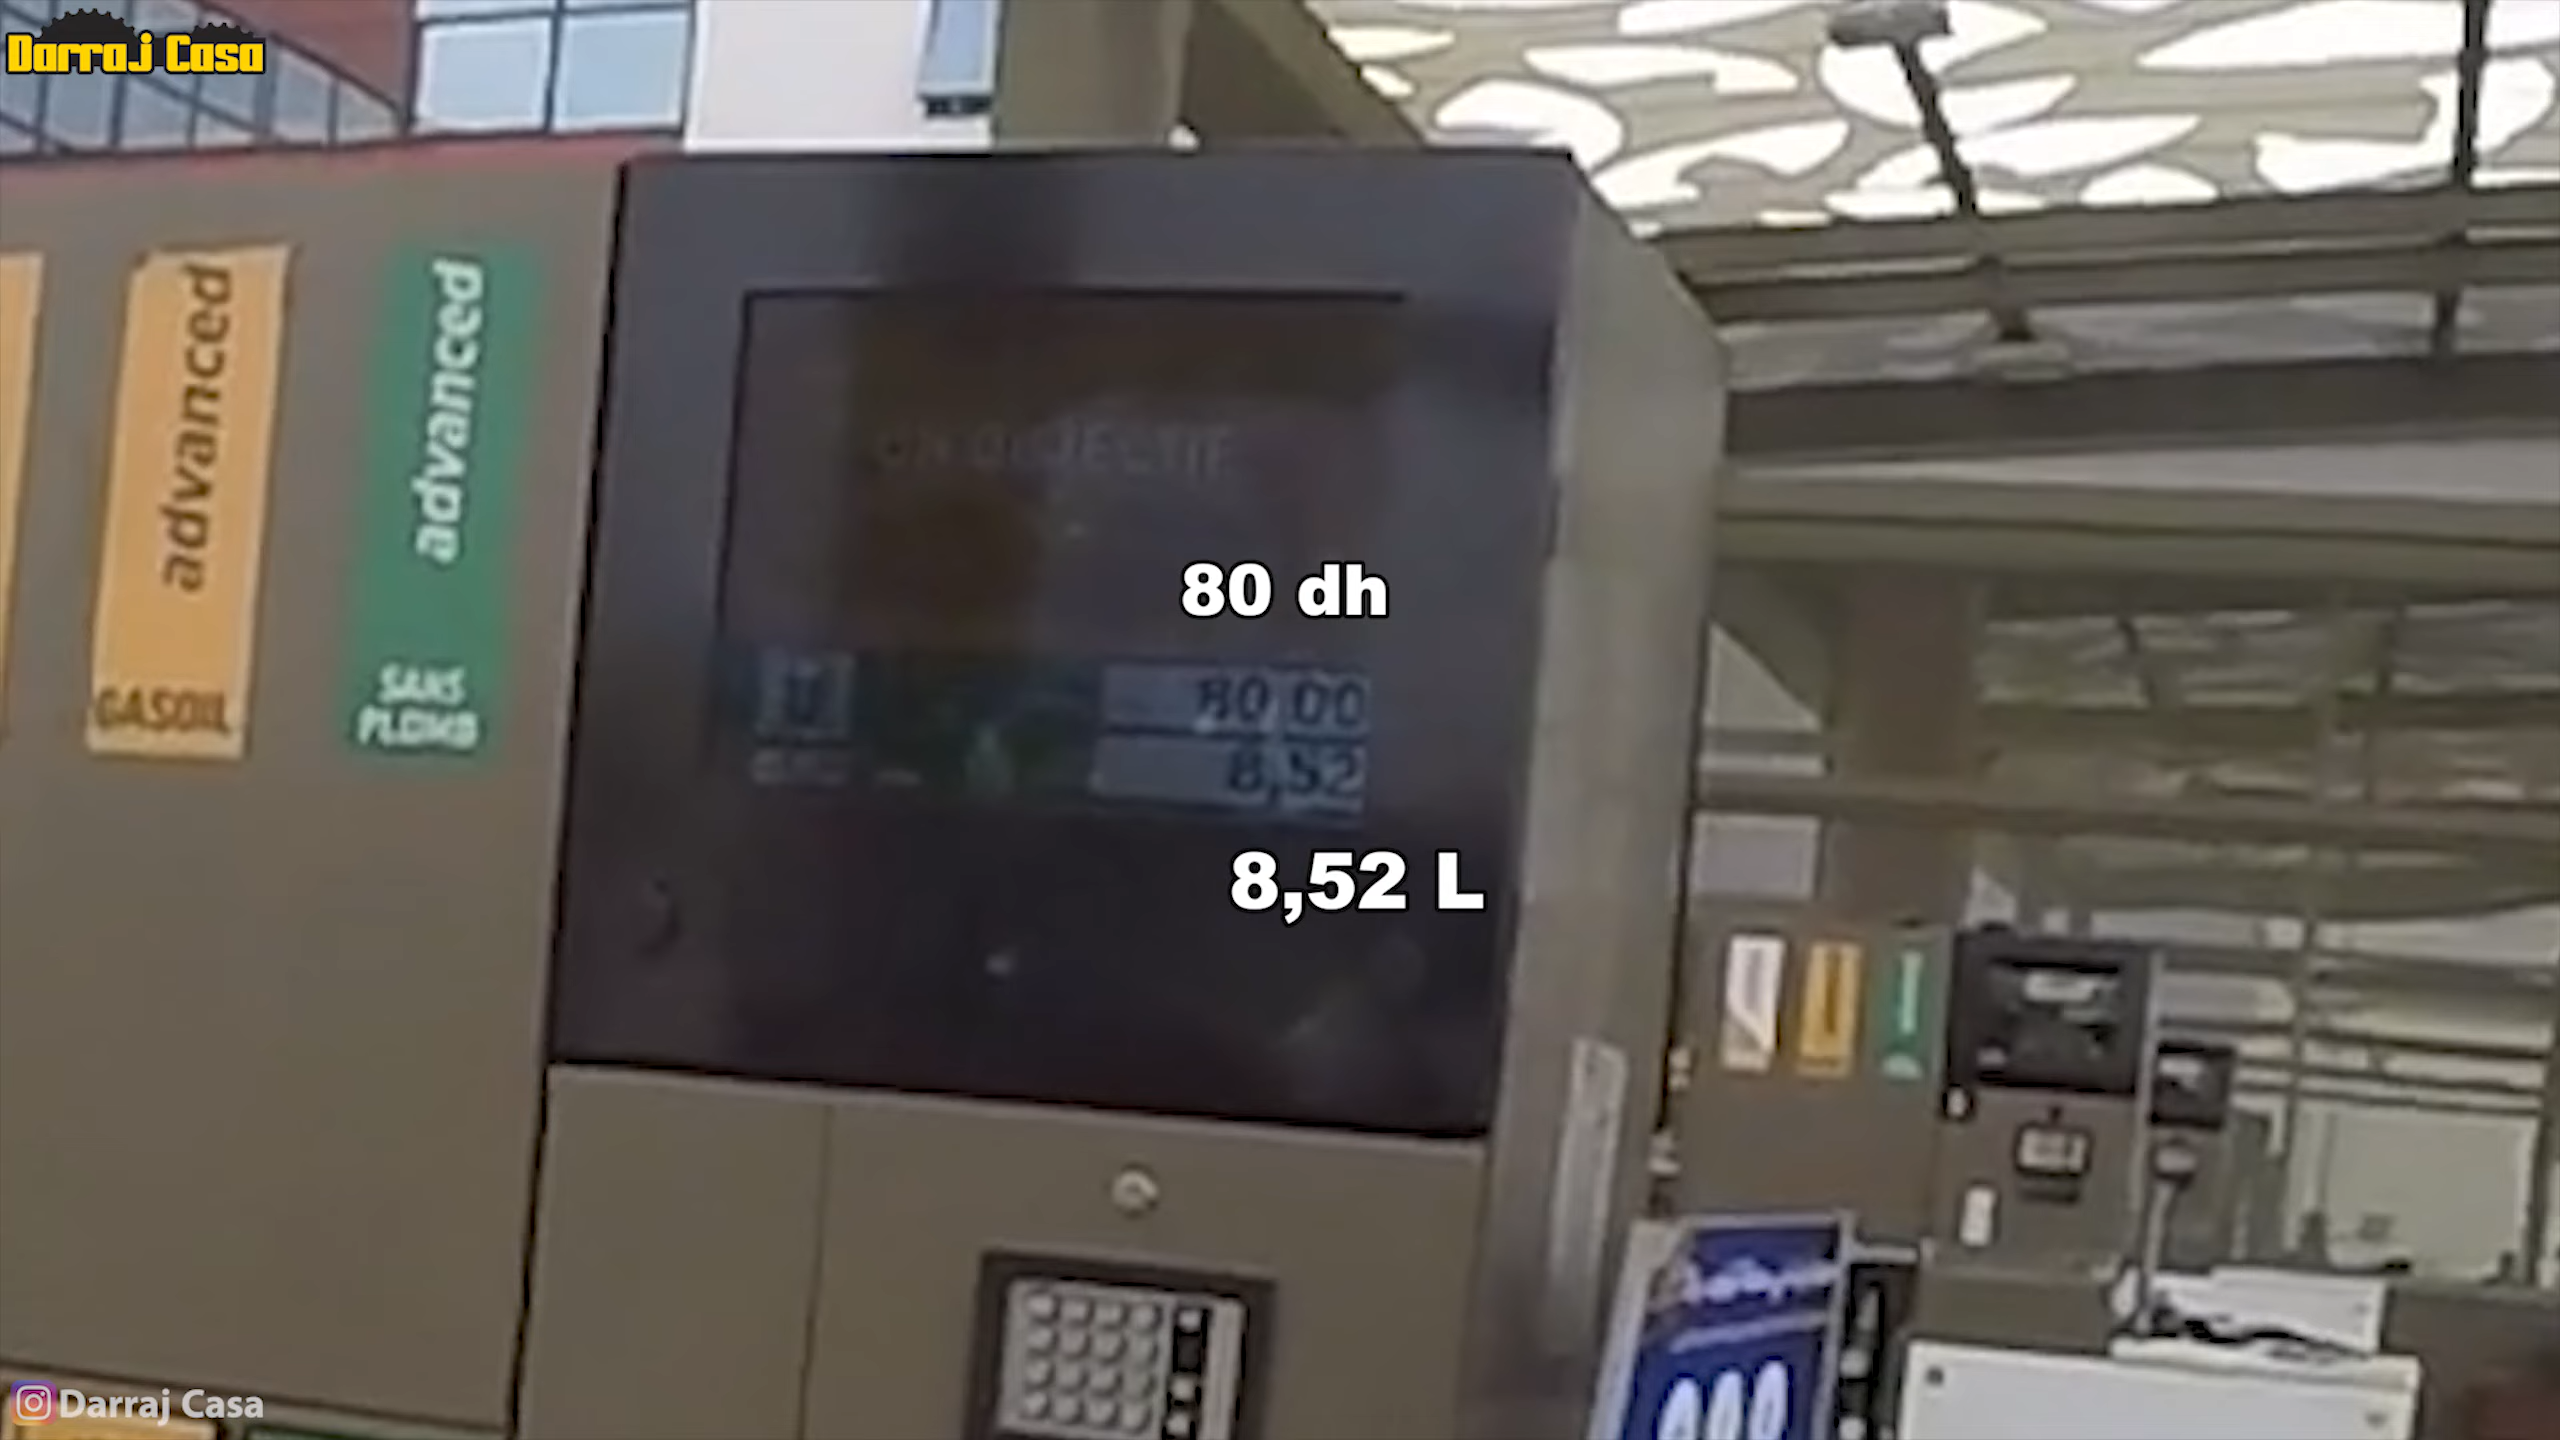 Darraj Casa
advanced
GASOIL
advanced
SANS
PLOMB
80 dh
80,00
8,52
8,52 L
Darraj Casa